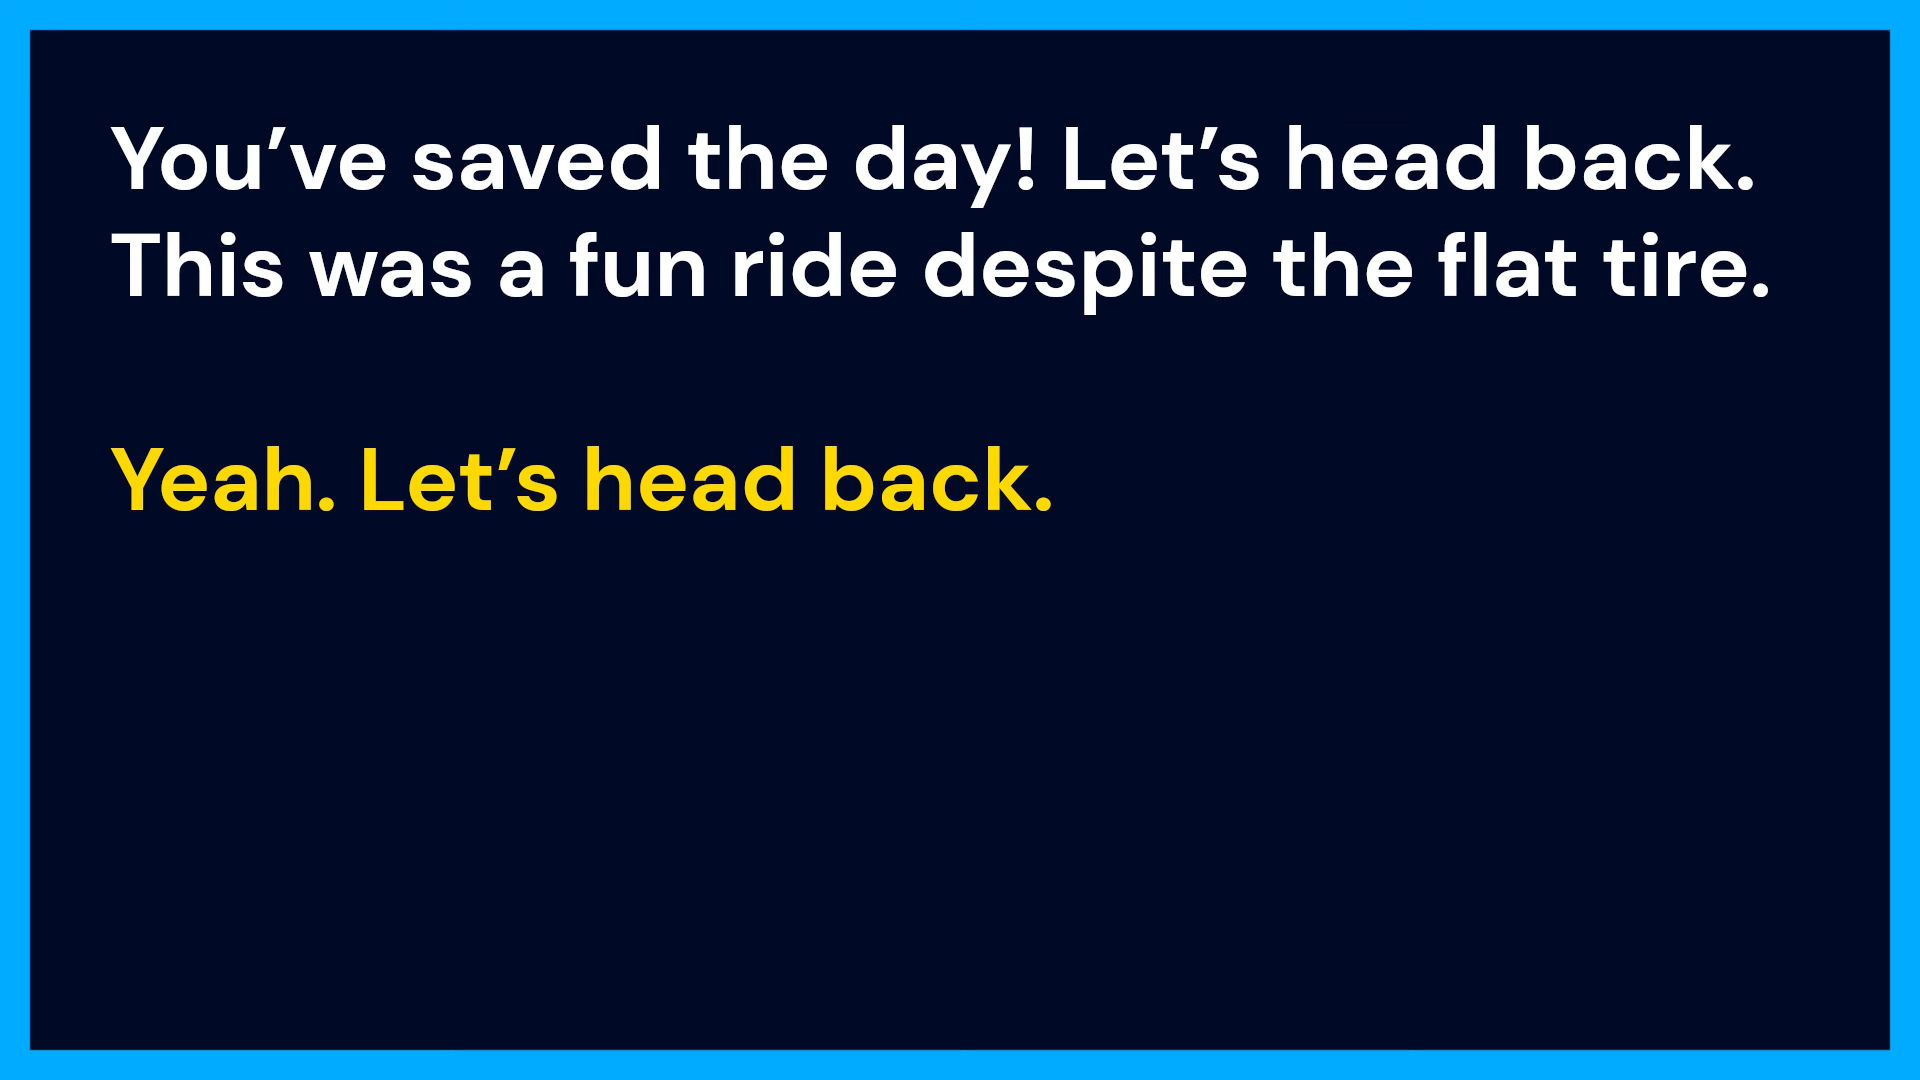 You’ve saved the day! Let’s head back.
This was a fun ride despite the flat tire.
Yeah. Let’s head back.